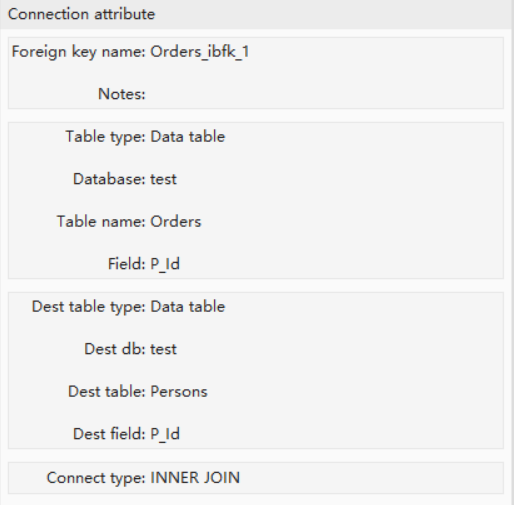 Connection attribute
Foreign key name: Orders_ibfk_1
Notes:
Table type: Data table
Database: test
Table name: Orders
Field: P_Id
Dest table type: Data table
Dest db: test
Dest table: Persons
Dest field: P_Id
Connect type: INNER JOIN